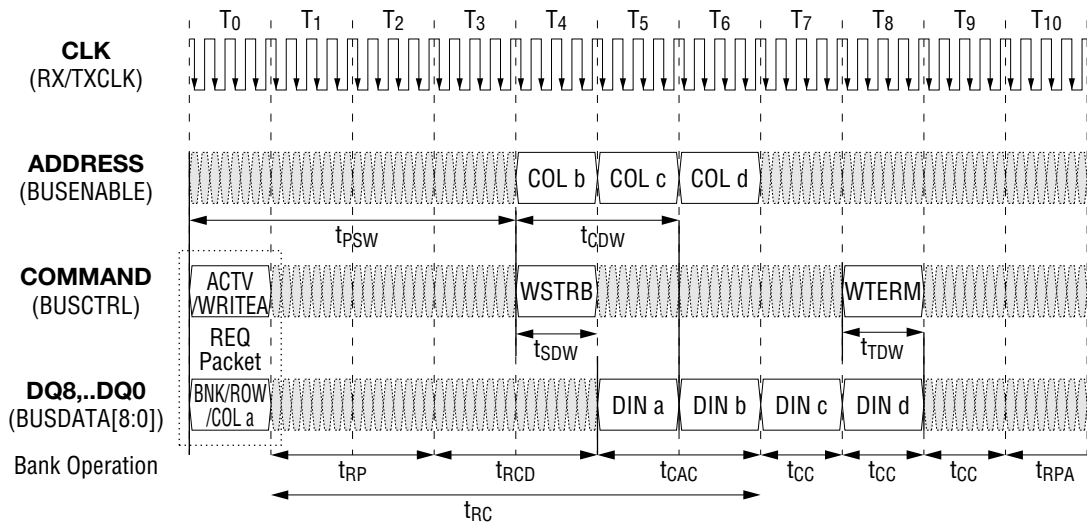 T0 T1 T2 T3 T4 T5 T6 T7 T8 T9 T10
CLK
(RX/TXCLK)
ADDRESS
(BUSENABLE)
COL b COL c COL d
tPSW tCDW
COMMAND
(BUSCTRL)
ACTV
/WRITEA
WSTRB WTERM
REQ
Packet
tSDW tTDW
DQ8,..DQ0
(BUSDATA[8:0])
BNK/ROW
/COL a
DIN a DIN b DIN c DIN d
Bank Operation
tRP tRCD tCAC tCC tCC tCC tRPA
tRC